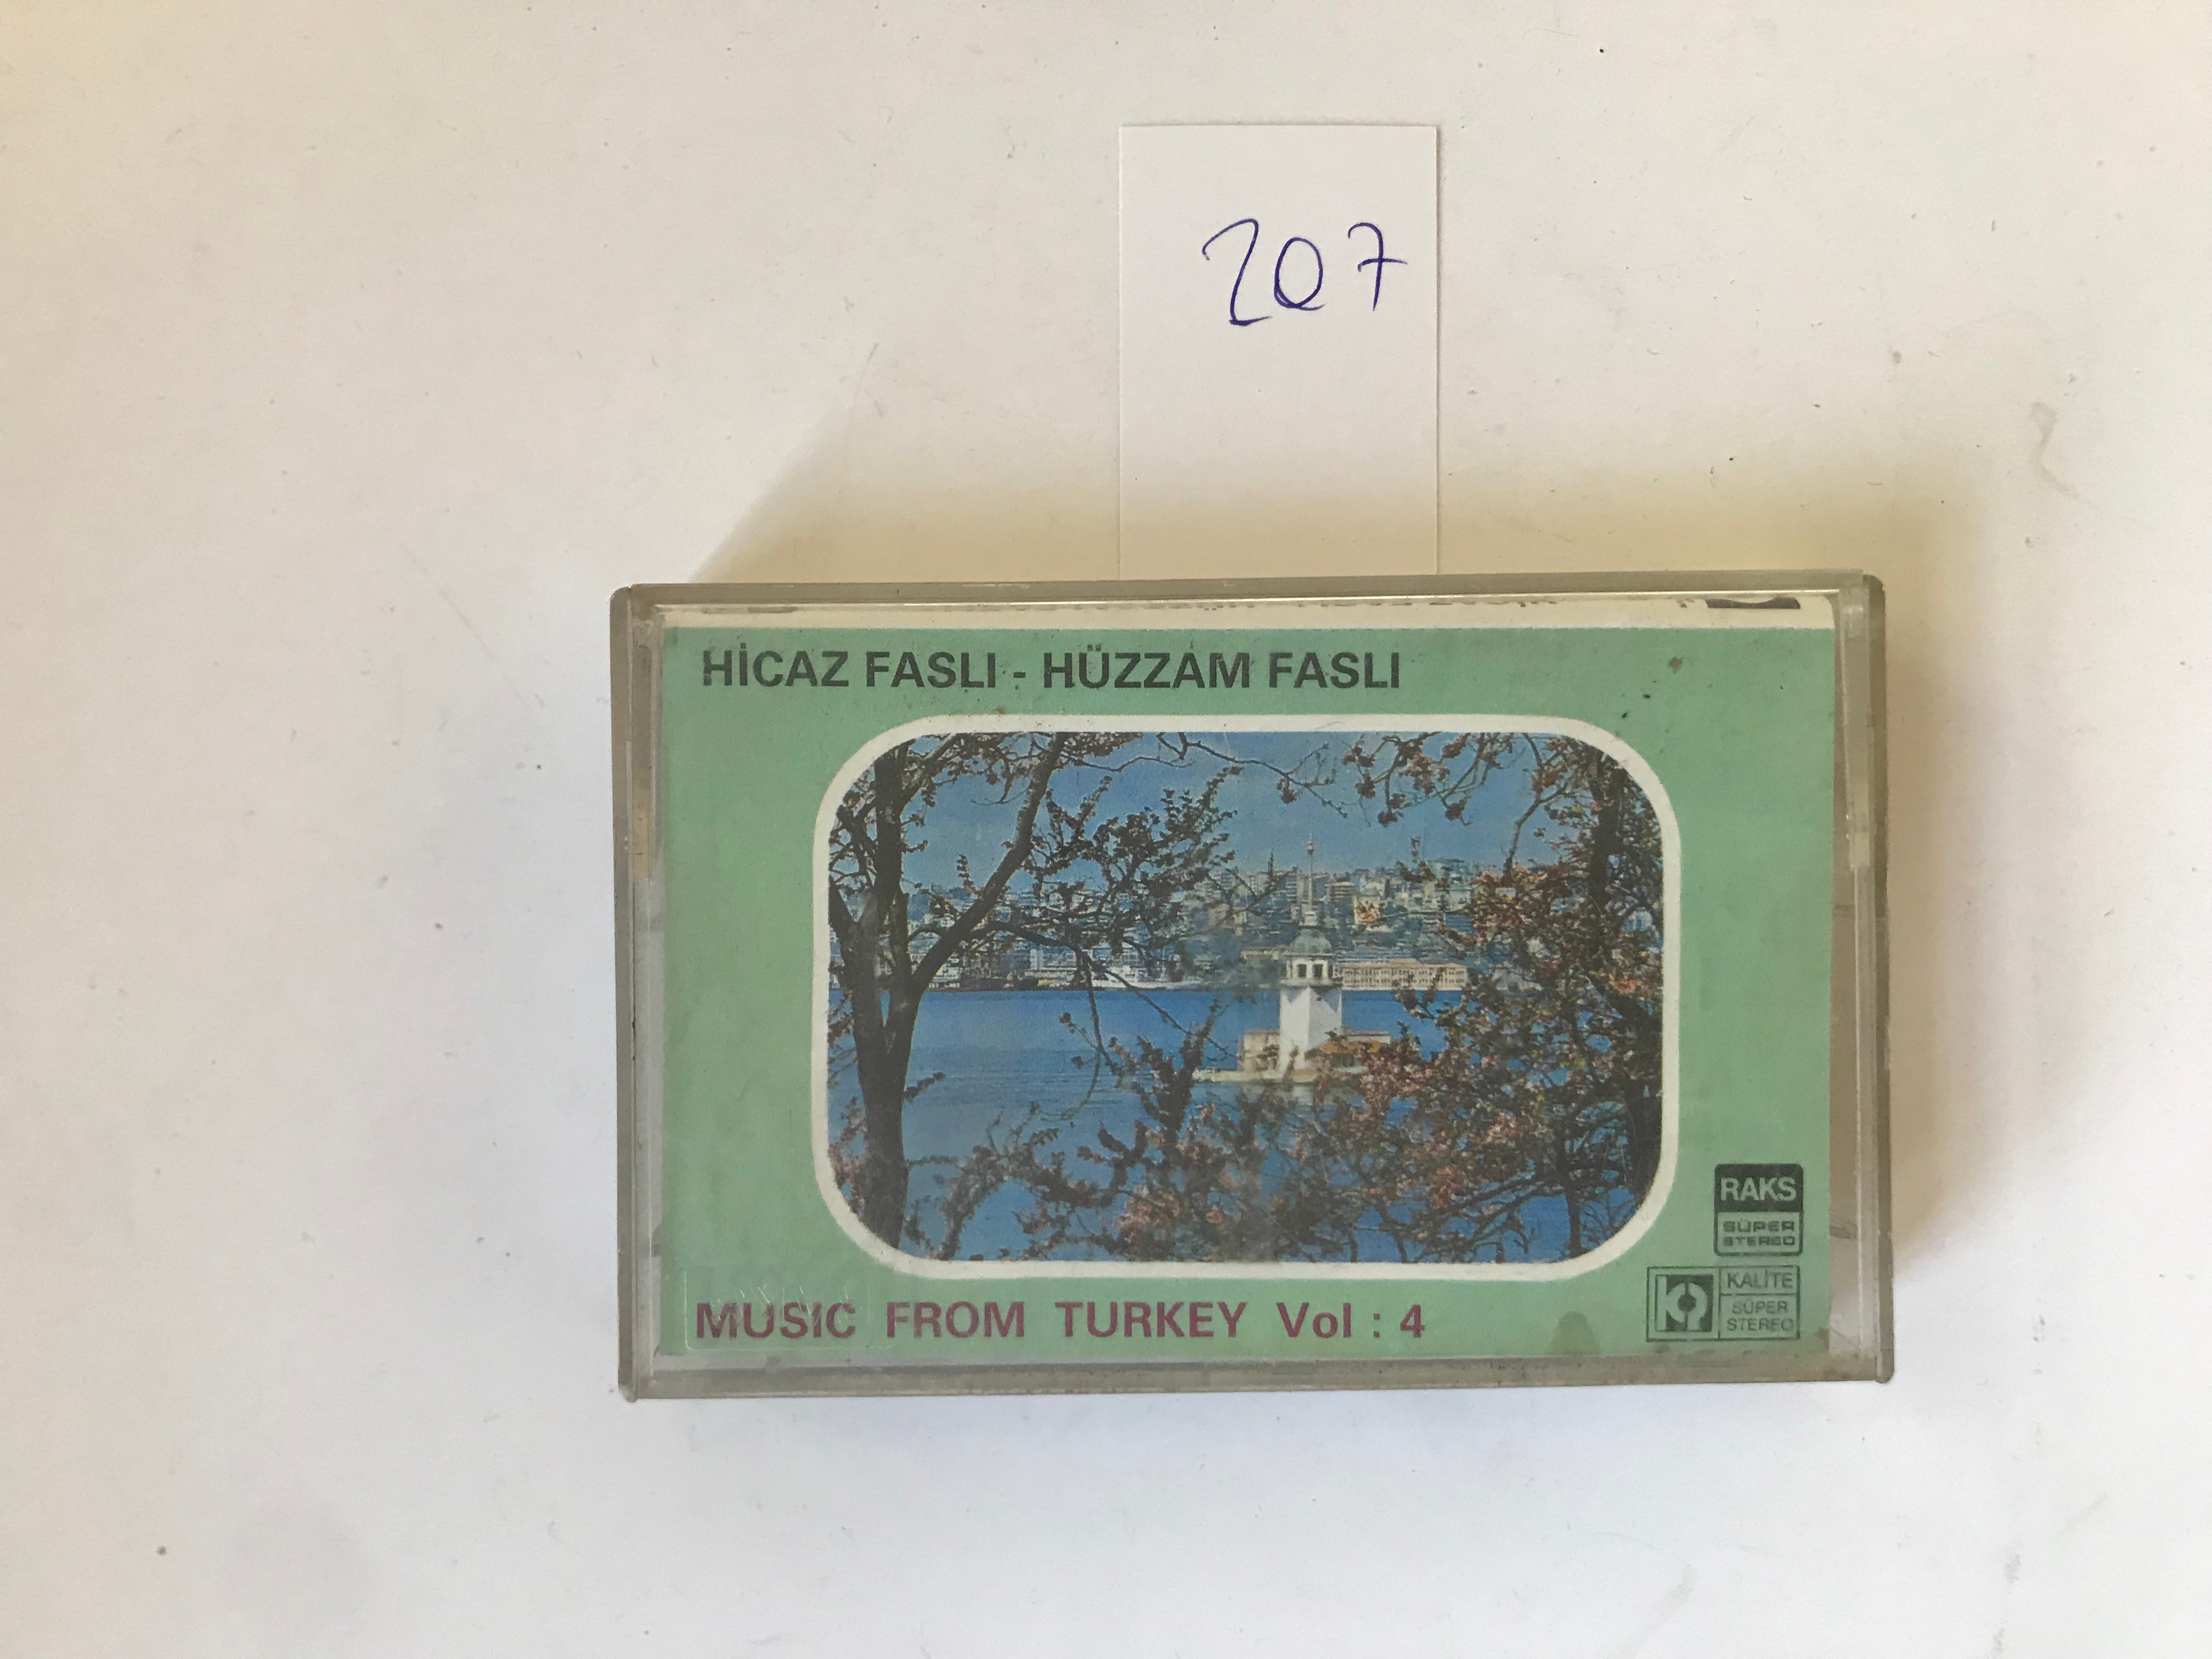 207
HİCAZ FASLI - HÜZZAM FASLI
RAKS
SÜPER
STEREO
KALİTE
SÜPER
STEREO
MUSIC FROM TURKEY Vol : 4